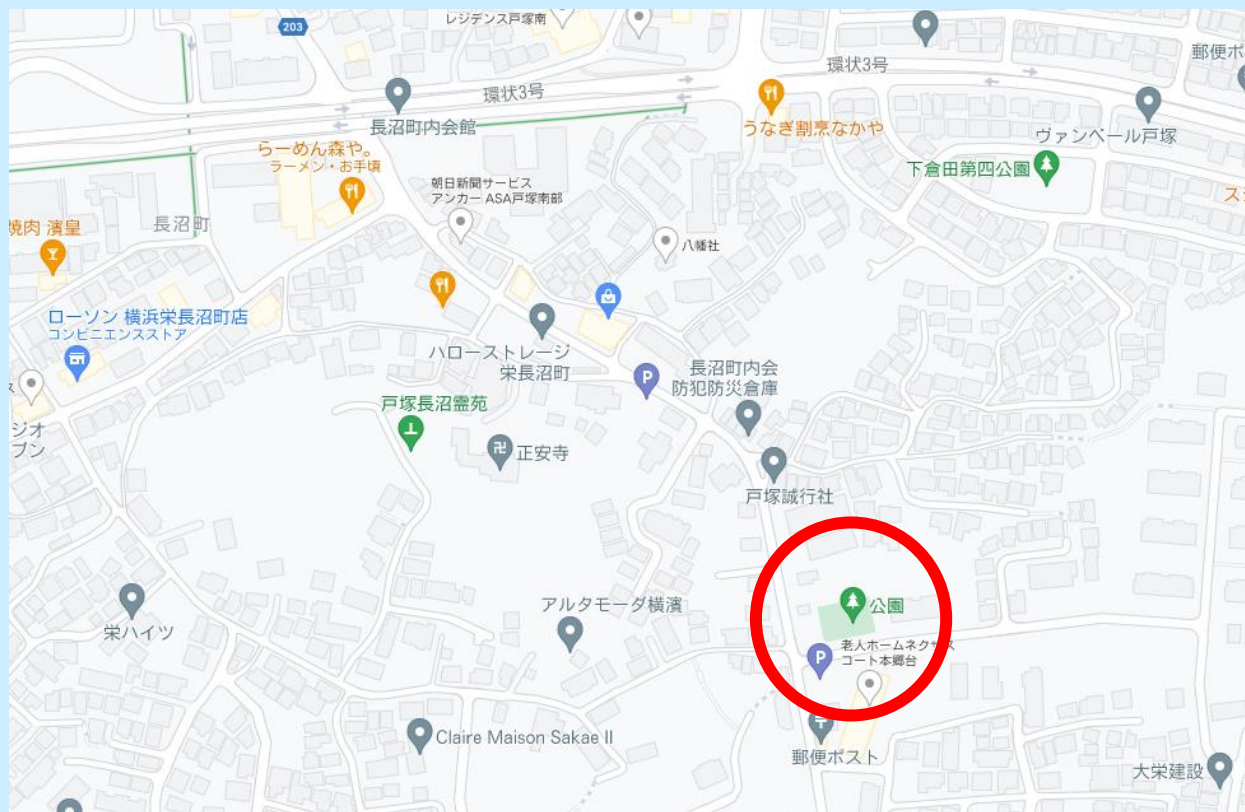 203
レジデンス戸塚南
環状3号
環状3号
郵便ポ
長沼町内会館
うなぎ割烹なかや
ヴァンベール戸塚
らーめん森や。
ラーメン・お手頃
朝日新聞サービス
アンカー ASA戸塚南部
下倉田第四公園
長沼町
焼肉 濱皇
八幡社
ローソン 横浜栄長沼町店
コンビニエンスストア
ハローストレージ
栄長沼町
P
長沼町内会
防犯防災倉庫
戸塚長沼霊苑
ジオ
ブン
正安寺
戸塚誠行社
アルタモーダ横濱
公園
栄ハイツ
P
老人ホームネクサス
コート本郷台
Claire Maison Sakae II
郵便ポスト
大栄建設